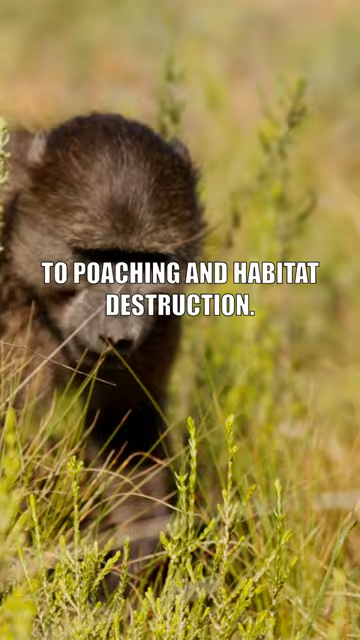 TO POACHING AND HABITAT
DESTRUCTION.